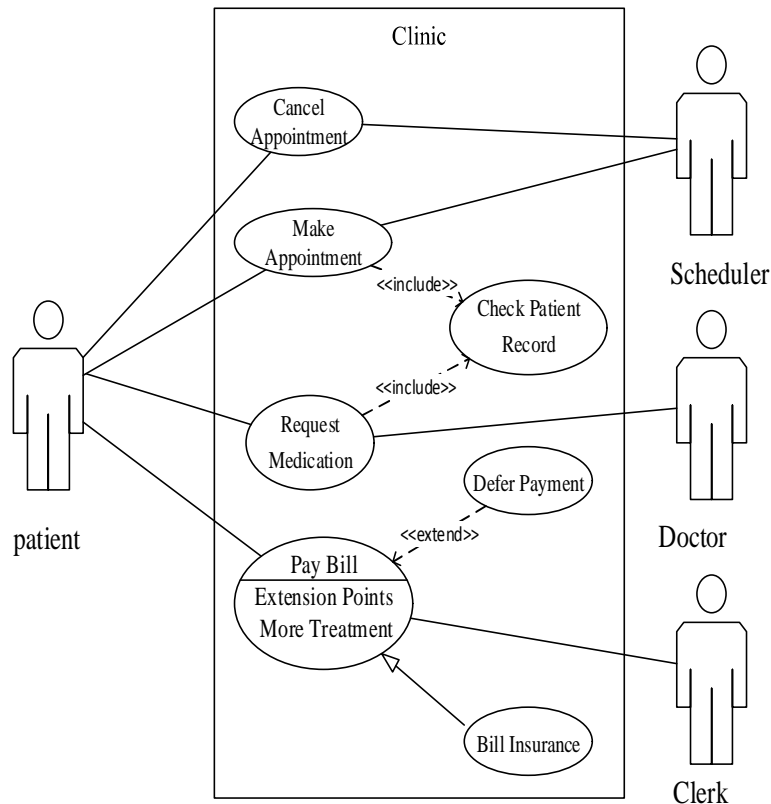 Clinic
Cancel
Appointment
Make
Appointment
Scheduler
<<include>>
Check Patient
Record
<<include>>
Request
Medication
Defer Payment
patient
<<extend>>
Doctor
Pay Bill
Extension Points
More Treatment
Bill Insurance
Clerk